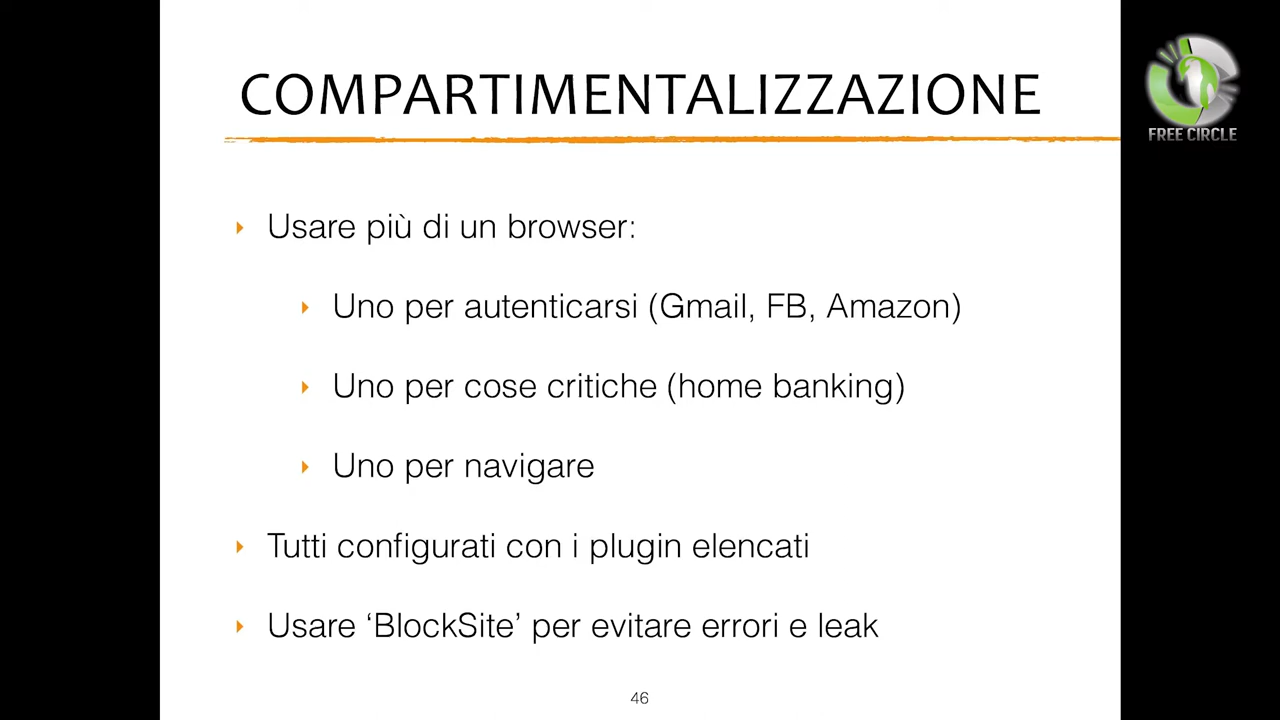 COMPARTIMENTALIZZAZIONE
FREE CIRCLE
Usare più di un browser:
Uno per autenticarsi (Gmail, FB, Amazon)
Uno per cose critiche (home banking)
Uno per navigare
Tutti configurati con i plugin elencati
Usare ‘BlockSite’ per evitare errori e leak
46